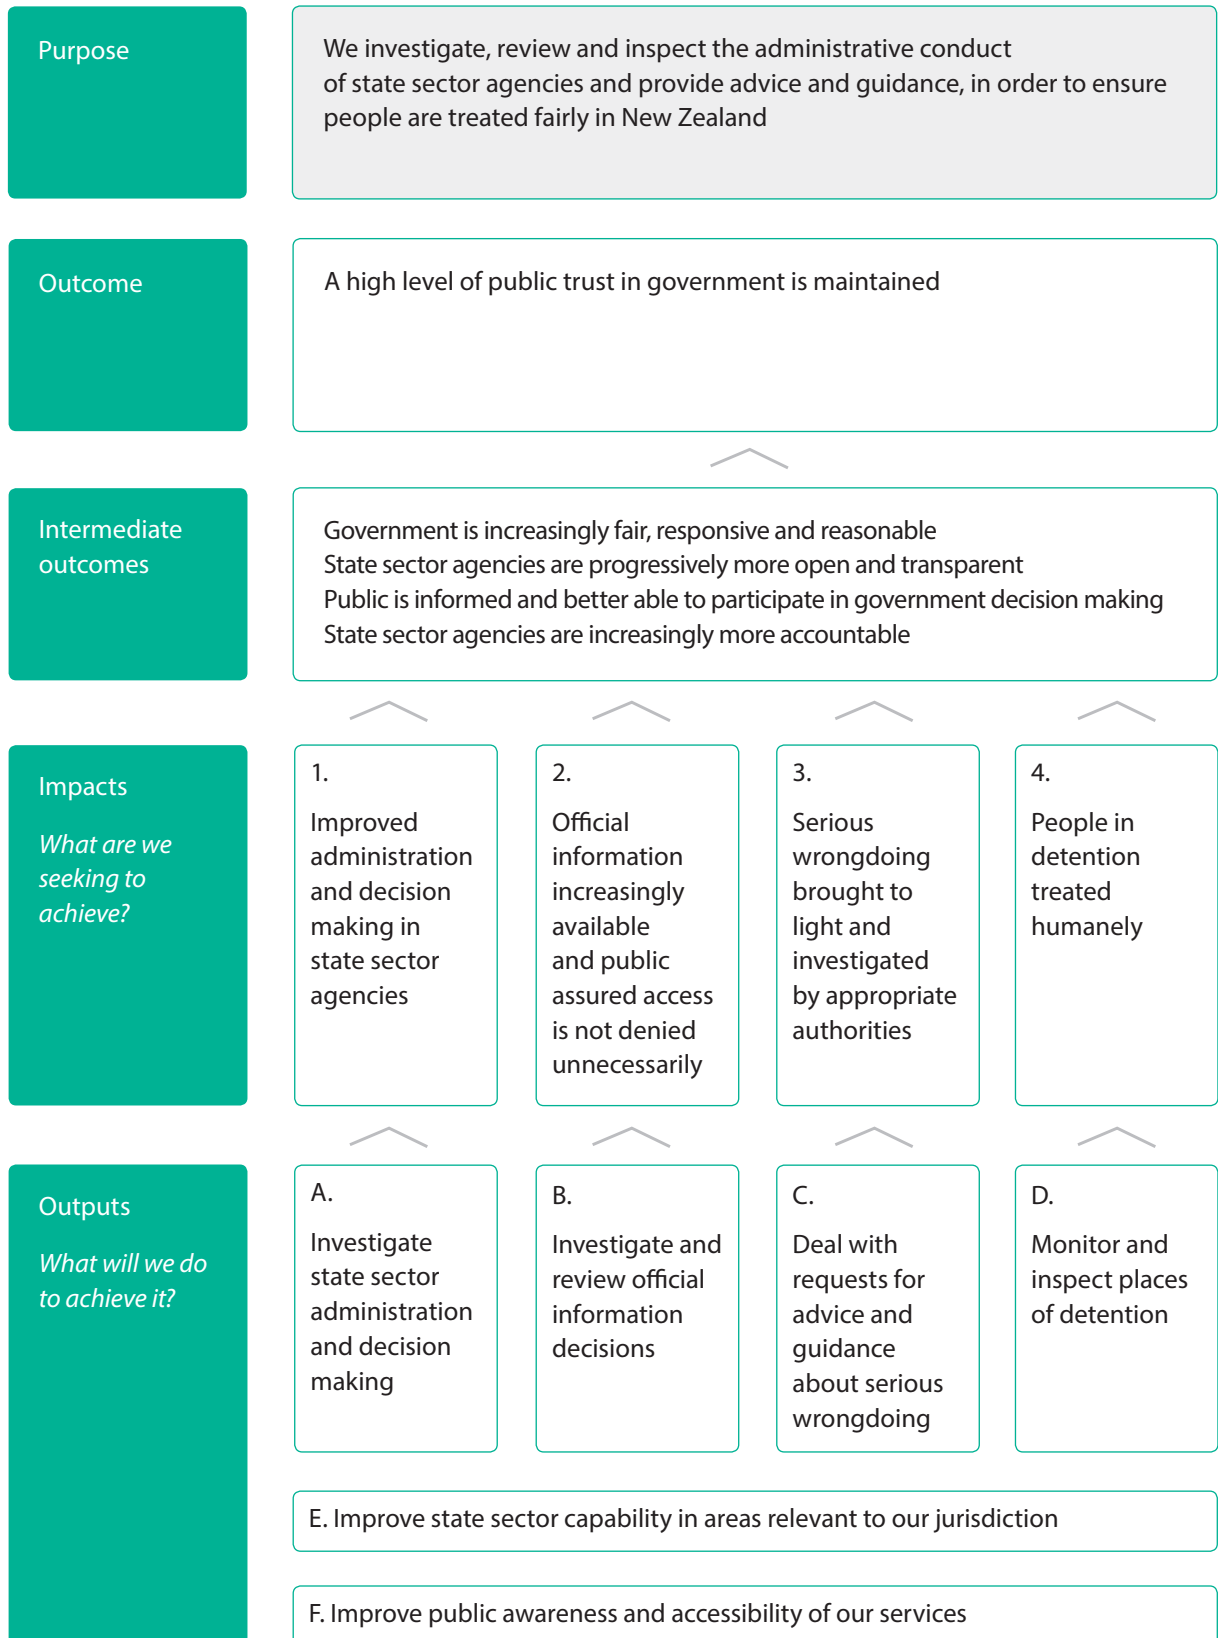 Purpose
We investigate, review and inspect the administrative conduct
of state sector agencies and provide advice and guidance, in order to ensure
people are treated fairly in New Zealand
Outcome
A high level of public trust in government is maintained
Intermediate
outcomes
Government is increasingly fair, responsive and reasonable
State sector agencies are progressively more open and transparent
Public is informed and better able to participate in government decision making
State sector agencies are increasingly more accountable
Impacts
What are we
seeking to
achieve?
1.
Improved
administration
and decision
making in
state sector
agencies
2.
Official
information
increasingly
available
and public
assured access
is not denied
unnecessarily
3.
Serious
wrongdoing
brought to
light and
investigated
by appropriate
authorities
4.
People in
detention
treated
humanely
Outputs
What will we do
to achieve it?
A.
Investigate
state sector
administration
and decision
making
B.
Investigate and
review official
information
decisions
C.
Deal with
requests for
advice and
guidance
about serious
wrongdoing
D.
Monitor and
inspect places
of detention
E. Improve state sector capability in areas relevant to our jurisdiction
F. Improve public awareness and accessibility of our services